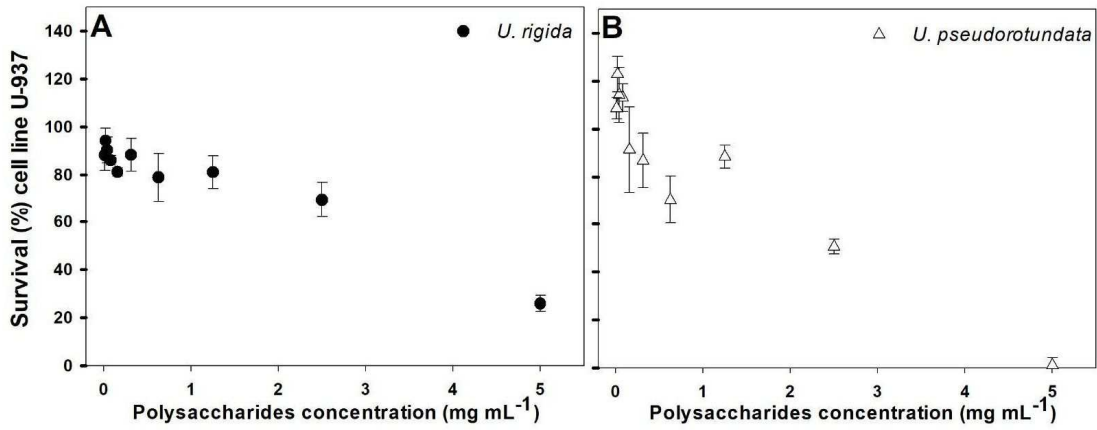 A
U. rigida
Survival (%) cell line U-937
140
120
100
80
60
40
20
0
0 1 2 3 4 5
Polysaccharides concentration (mg mL-1)
B
U. pseudorotundata
0 1 2 3 4 5
Polysaccharides concentration (mg mL-1)